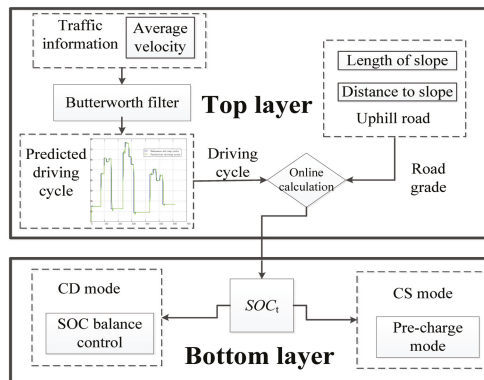 Traffic information
Average velocity
Butterworth filter
Top layer
Length of slope
Distance to slope
Uphill road
Predicted driving cycle
Driving cycle
Online calculation
Road grade
CD mode
SOC balance control
SOCt
CS mode
Pre-charge mode
Bottom layer